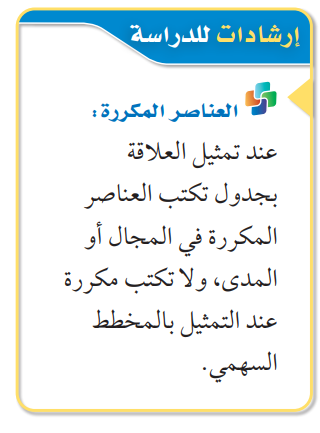 إرشادات للدراسة
العناصر المكررة :
عند تمثيل العلاقة
بجدول تكتب العناصر
المكررة في المجال أو
المدى، ولا تكتب مكررة
عند التمثيل بالمخطط
السهمي.